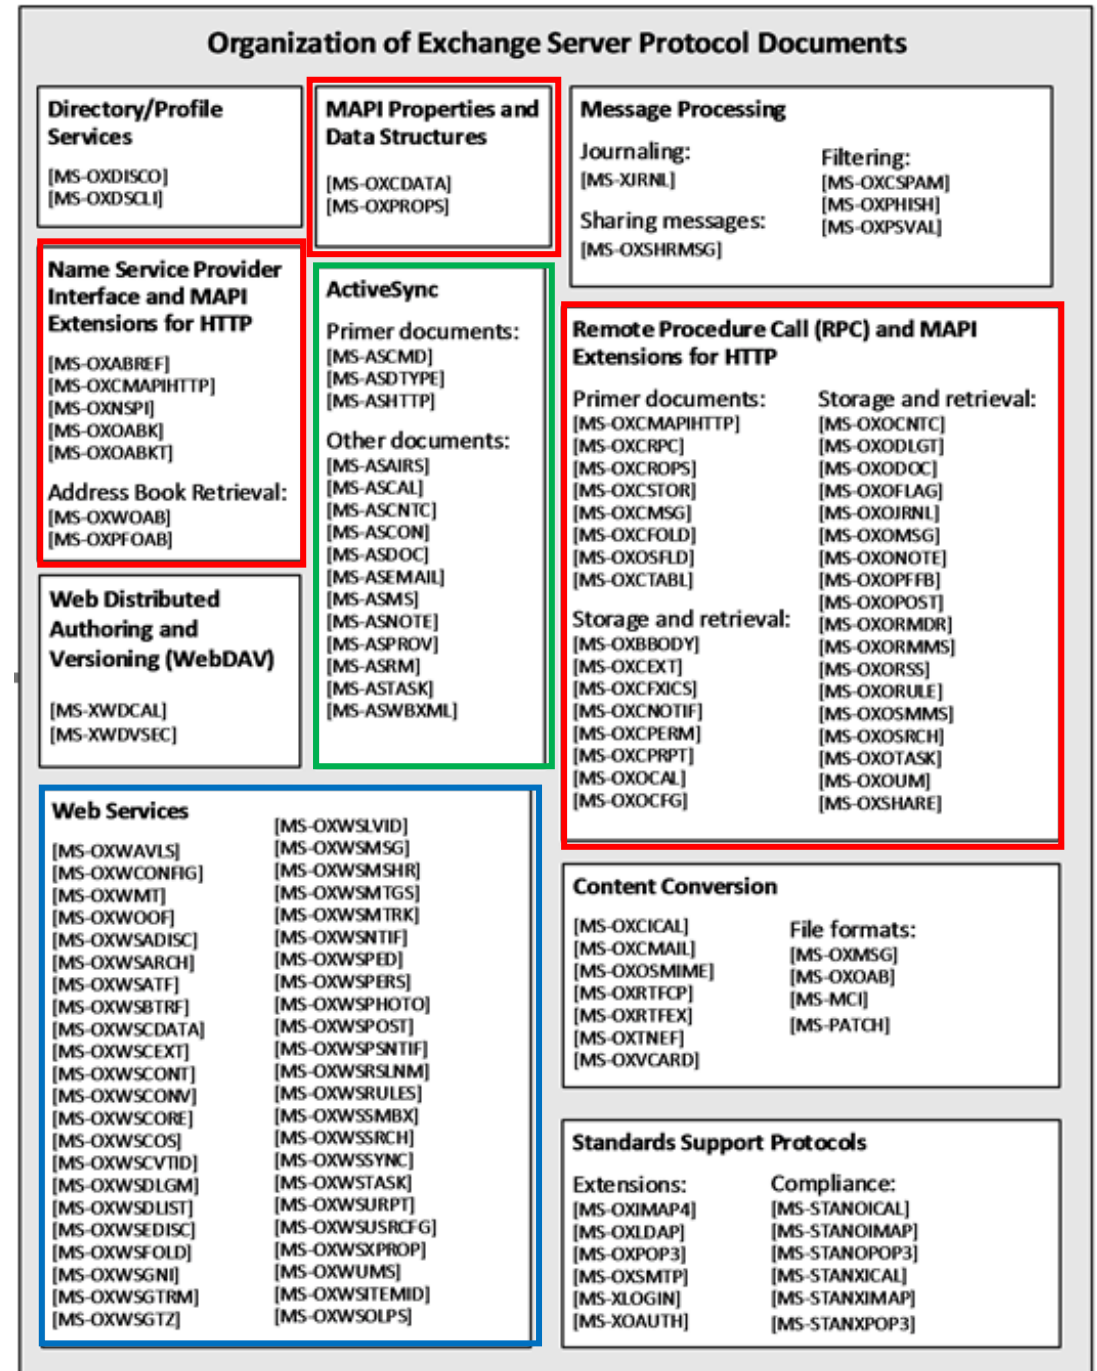 Organization of Exchange Server Protocol Documents
Directory/Profile
Services
[MS-OXDISCO]
[MS-OXDSCLI]
MAPI Properties and
Data Structures
[MS-OXCDATA]
[MS-OXPROPS]
Message Processing
Journaling:
[MS-XJRNL]
Sharing messages:
[MS-OXSHRMSG]
Filtering:
[MS-OXCSPAM]
[MS-OXPHISH]
[MS-OXPSVAL]
Name Service Provider
Interface and MAPI
Extensions for HTTP
[MS-OXABREF]
[MS-OXCMAPIHTTP]
[MS-OXNSPI]
[MS-OXOABK]
[MS-OXOABKT]
Address Book Retrieval:
[MS-OXWOAB]
[MS-OXPFOAB]
ActiveSync
Primer documents:
[MS-ASCMD]
[MS-ASDTYPE]
[MS-ASHTTP]
Other documents:
[MS-ASAIRS]
[MS-ASCAL]
[MS-ASCNTC]
[MS-ASCON]
[MS-ASDOC]
[MS-ASEMAIL]
[MS-ASMS]
[MS-ASNOTE]
[MS-ASPROV]
[MS-ASRM]
[MS-ASTASK]
[MS-ASWBXML]
Remote Procedure Call (RPC) and MAPI
Extensions for HTTP
Primer documents:
[MS-OXCMAPIHTTP]
[MS-OXCRPC]
[MS-OXCROPS]
[MS-OXCSTOR]
[MS-OXCMSG]
[MS-OXCFOLD]
[MS-OXOSFLD]
[MS-OXCTABL]
Storage and retrieval:
[MS-OXBBODY]
[MS-OXCEXT]
[MS-OXCFXICS]
[MS-OXCNOTIF]
[MS-OXCPERM]
[MS-OXCPRPT]
[MS-OXOCAL]
[MS-OXOCFG]
Storage and retrieval:
[MS-OXOCNTC]
[MS-OXODLGT]
[MS-OXODOC]
[MS-OXOFLAG]
[MS-OXOJRNL]
[MS-OXOMSG]
[MS-OXONOTE]
[MS-OXOPFFB]
[MS-OXOPOST]
[MS-OXORMDR]
[MS-OXORMMS]
[MS-OXORSS]
[MS-OXORULE]
[MS-OXOSMMS]
[MS-OXOSRCH]
[MS-OXOTASK]
[MS-OXOUM]
[MS-OXSHARE]
Web Distributed
Authoring and
Versioning (WebDAV)
[MS-XWDCAL]
[MS-XWDVSEC]
Web Services
[MS-OXWAVLS]
[MS-OXWCONFIG]
[MS-OXWMT]
[MS-OXWOOF]
[MS-OXWSADISC]
[MS-OXWSARCH]
[MS-OXWSATF]
[MS-OXWSBTRF]
[MS-OXWSCDATA]
[MS-OXWSCEXT]
[MS-OXWSCONT]
[MS-OXWSCONV]
[MS-OXWSCORE]
[MS-OXWSCOS]
[MS-OXWSCVTID]
[MS-OXWSDLGM]
[MS-OXWSDLIST]
[MS-OXWSEDISC]
[MS-OXWSFOLD]
[MS-OXWSGNI]
[MS-OXWSGTRM]
[MS-OXWSGTZ]
[MS-OXWSLVID]
[MS-OXWSMSG]
[MS-OXWSMSHR]
[MS-OXWSMTGS]
[MS-OXWSMTRK]
[MS-OXWSNTIF]
[MS-OXWSPED]
[MS-OXWSPERS]
[MS-OXWSPHOTO]
[MS-OXWSPOST]
[MS-OXWSPSNTIF]
[MS-OXWSRSLNM]
[MS-OXWSRULES]
[MS-OXWSSMBX]
[MS-OXWSSRCH]
[MS-OXWSSYNC]
[MS-OXWSTASK]
[MS-OXWSURPT]
[MS-OXWSUSRCFG]
[MS-OXWSXPROP]
[MS-OXWUMS]
[MS-OXWSITEMID]
[MS-OXWSOLPS]
Content Conversion
[MS-OXCICAL]
[MS-OXCMAIL]
[MS-OXOSMIME]
[MS-OXRTFCP]
[MS-OXRTFEX]
[MS-OXTNEF]
[MS-OXVCARD]
File formats:
[MS-OXMSG]
[MS-OXOAB]
[MS-MCI]
[MS-PATCH]
Standards Support Protocols
Extensions:
[MS-OXIMAP4]
[MS-OXLDAP]
[MS-OXPOP3]
[MS-OXSMTP]
[MS-XLOGIN]
[MS-XOAUTH]
Compliance:
[MS-STANOICAL]
[MS-STANOIMAP]
[MS-STANOPOP3]
[MS-STANXICAL]
[MS-STANXIMAP]
[MS-STANXPOP3]